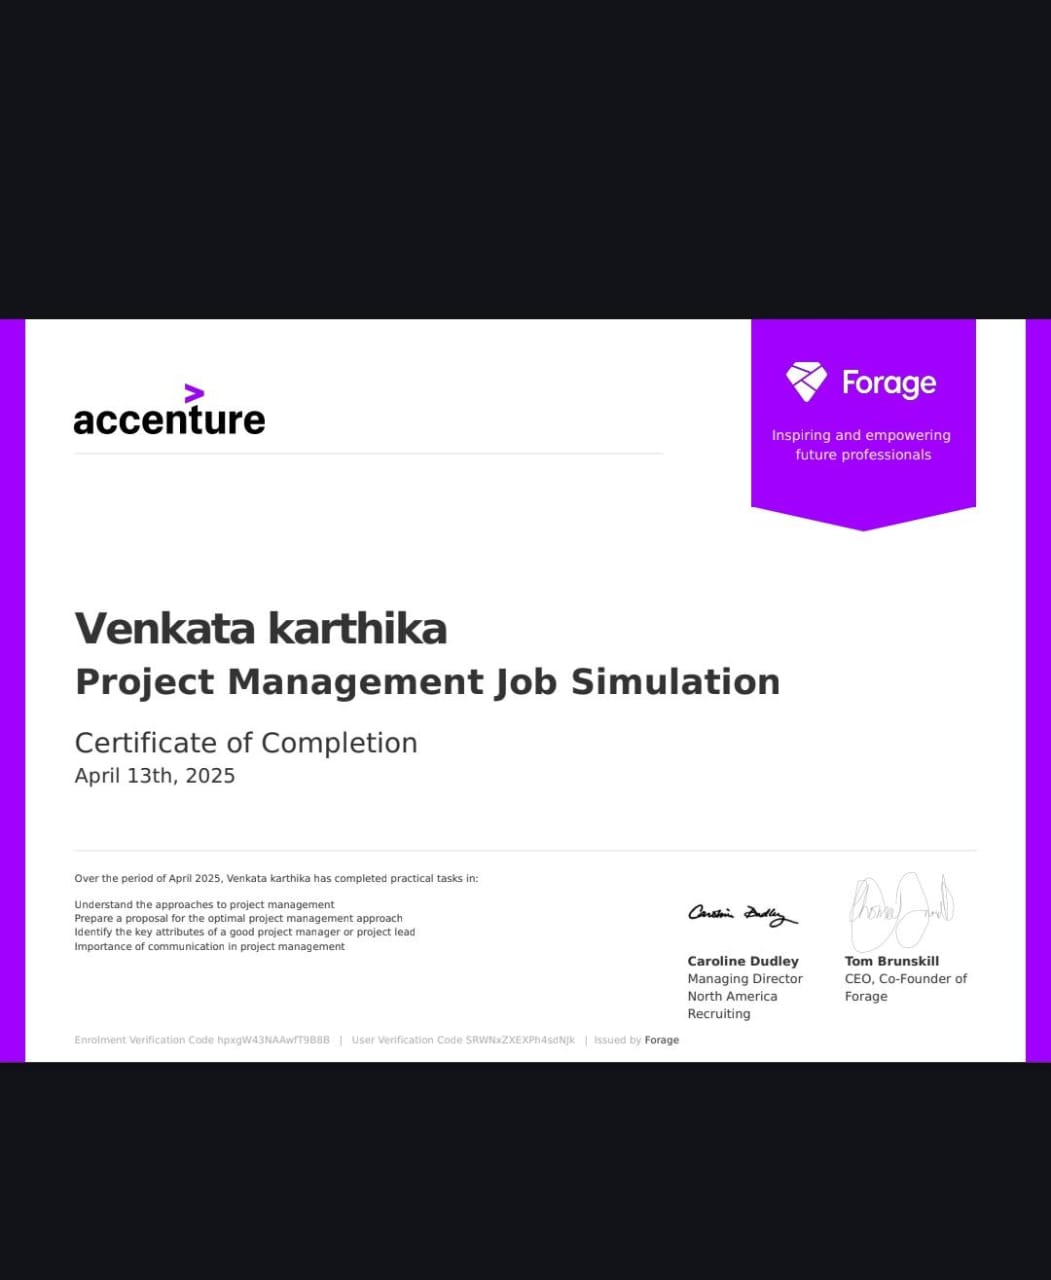 accenture
>
Forage
Inspiring and empowering
future professionals
Venkata karthika
Project Management Job Simulation
Certificate of Completion
April 13th, 2025
Over the period of April 2025, Venkata karthika has completed practical tasks in:
Understand the approaches to project management
Prepare a proposal for the optimal project management approach
Identify the key attributes of a good project manager or project lead
Importance of communication in project management
Caroline Dudley
Caroline Dudley
Managing Director
North America
Recruiting
Tom Brunskill
CEO, Co-Founder of
Forage
Enrolment Verification Code hpxgW43NAAwfT9B8B | User Verification Code SRWNxZXEXPh4sdNJk | Issued by Forage